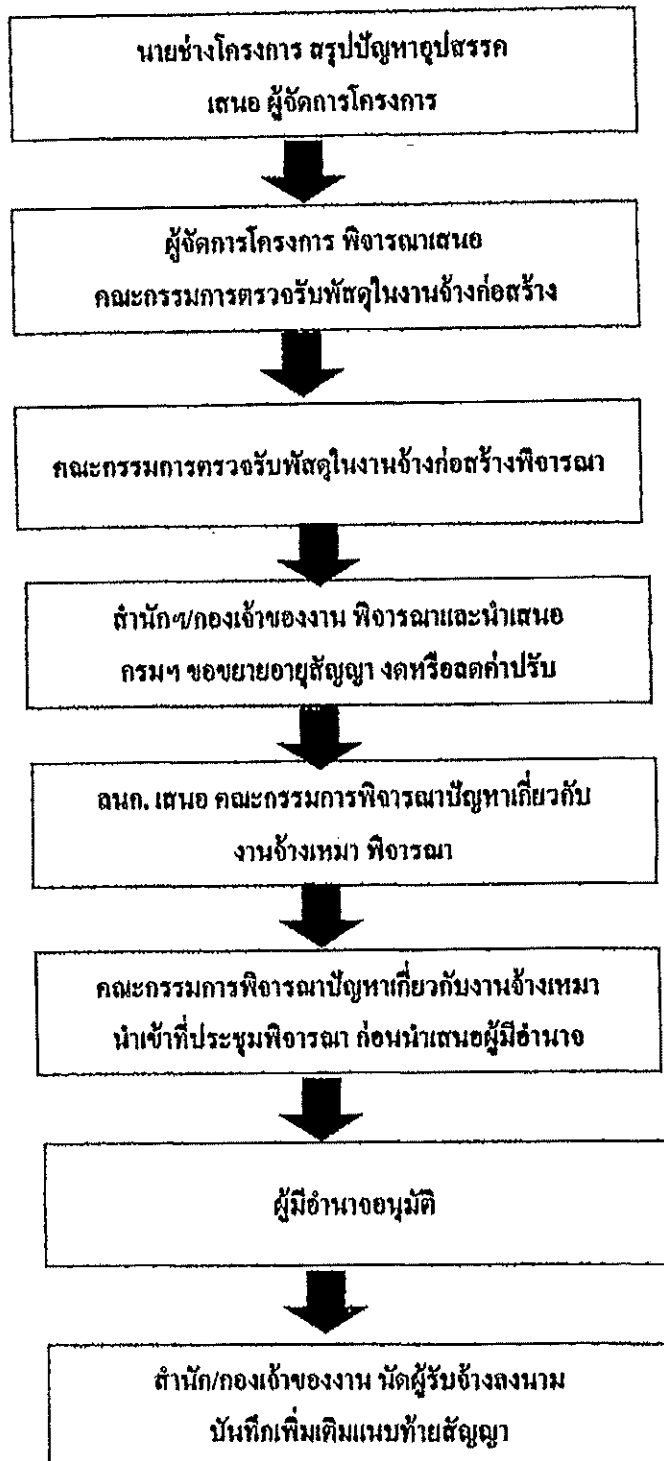 นายช่างโครงการ สรุปปัญหาอุปสรรค
เสนอ ผู้จัดการโครงการ
ผู้จัดการโครงการ พิจารณาเสนอ
คณะกรรมการตรวจรับพัสดุในงานจ้างก่อสร้าง
คณะกรรมการตรวจรับพัสดุในงานจ้างก่อสร้างพิจารณา
สำนักฯ/กองเจ้าของงาน พิจารณาและนำเสนอ
กรมฯ ขอขยายอายุสัญญา งดหรือลดค่าปรับ
ลนก. เสนอ คณะกรรมการพิจารณาปัญหาเกี่ยวกับ
งานจ้างเหมา พิจารณา
คณะกรรมการพิจารณาปัญหาเกี่ยวกับงานจ้างเหมา
นำเข้าที่ประชุมพิจารณา ก่อนนำเสนอผู้มีอำนาจ
ผู้มีอำนาจอนุมัติ
สำนัก/กองเจ้าของงาน นัดผู้รับจ้างลงนาม
บันทึกเพิ่มเติมแนบท้ายสัญญา